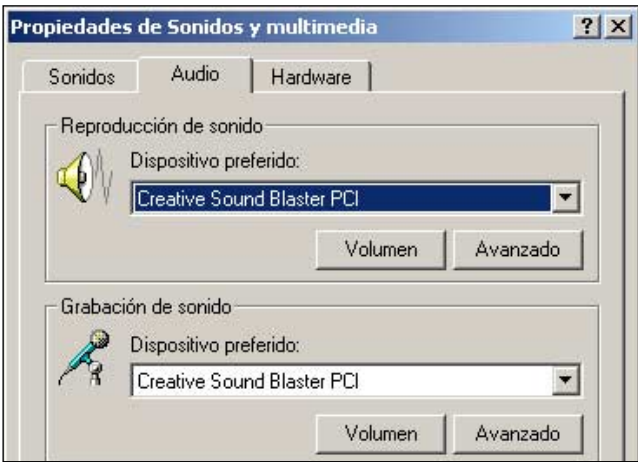 Propiedades de Sonidos y multimedia
Sonidos Audio Hardware
Reproducción de sonido
Dispositivo preferido:
Creative Sound Blaster PCI
Volumen Avanzado
Grabación de sonido
Dispositivo preferido:
Creative Sound Blaster PCI
Volumen Avanzado